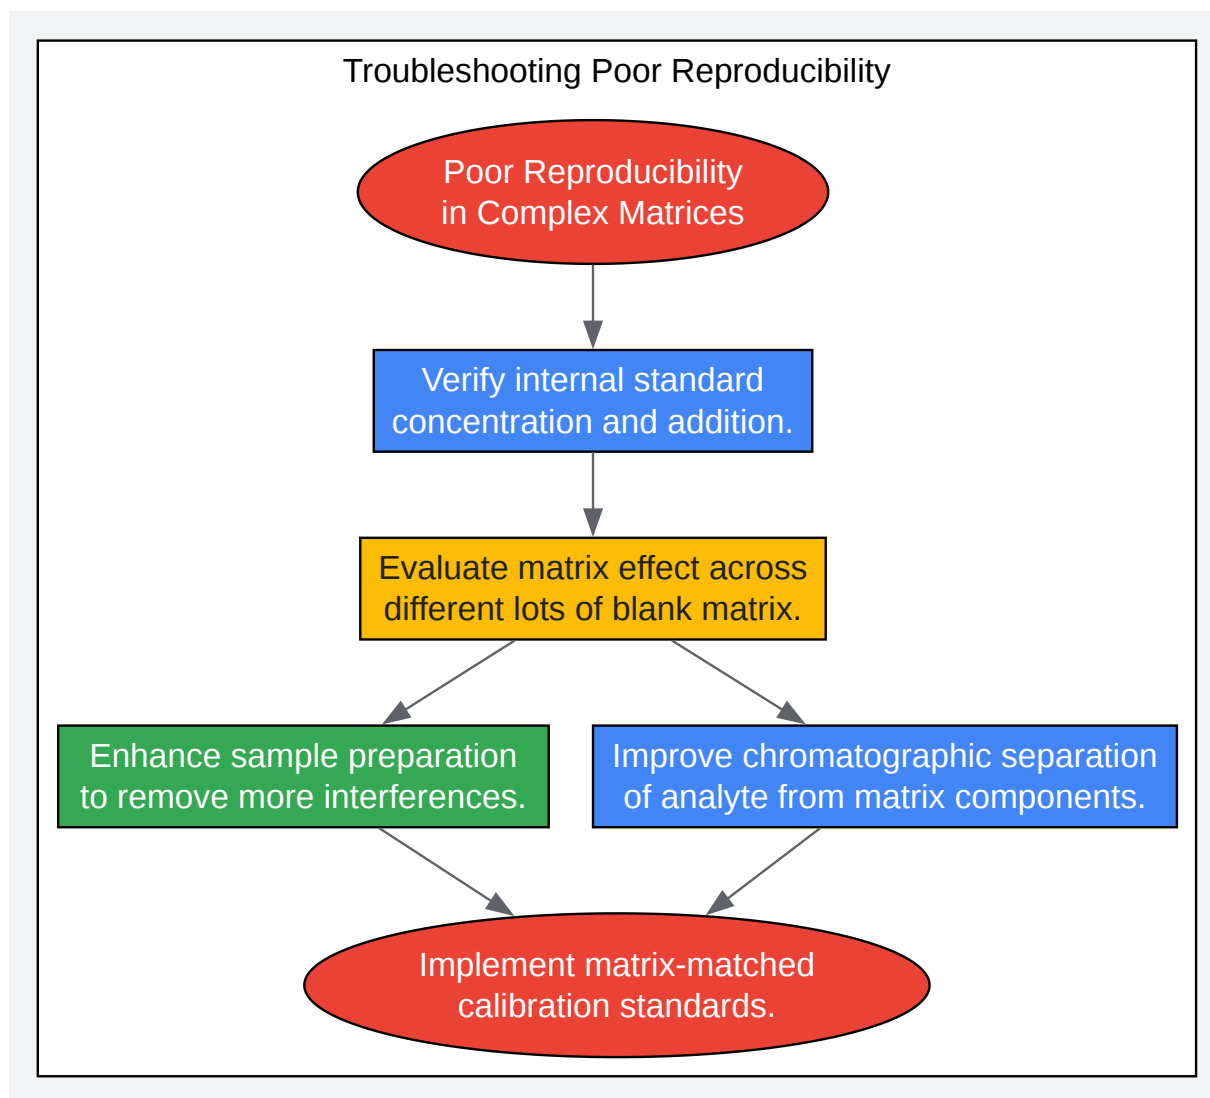 Troubleshooting Poor Reproducibility
Poor Reproducibility
in Complex Matrices
Verify internal standard
concentration and addition.
Evaluate matrix effect across
different lots of blank matrix.
Enhance sample preparation
to remove more interferences.
Improve chromatographic separation
of analyte from matrix components.
Implement matrix-matched
calibration standards.